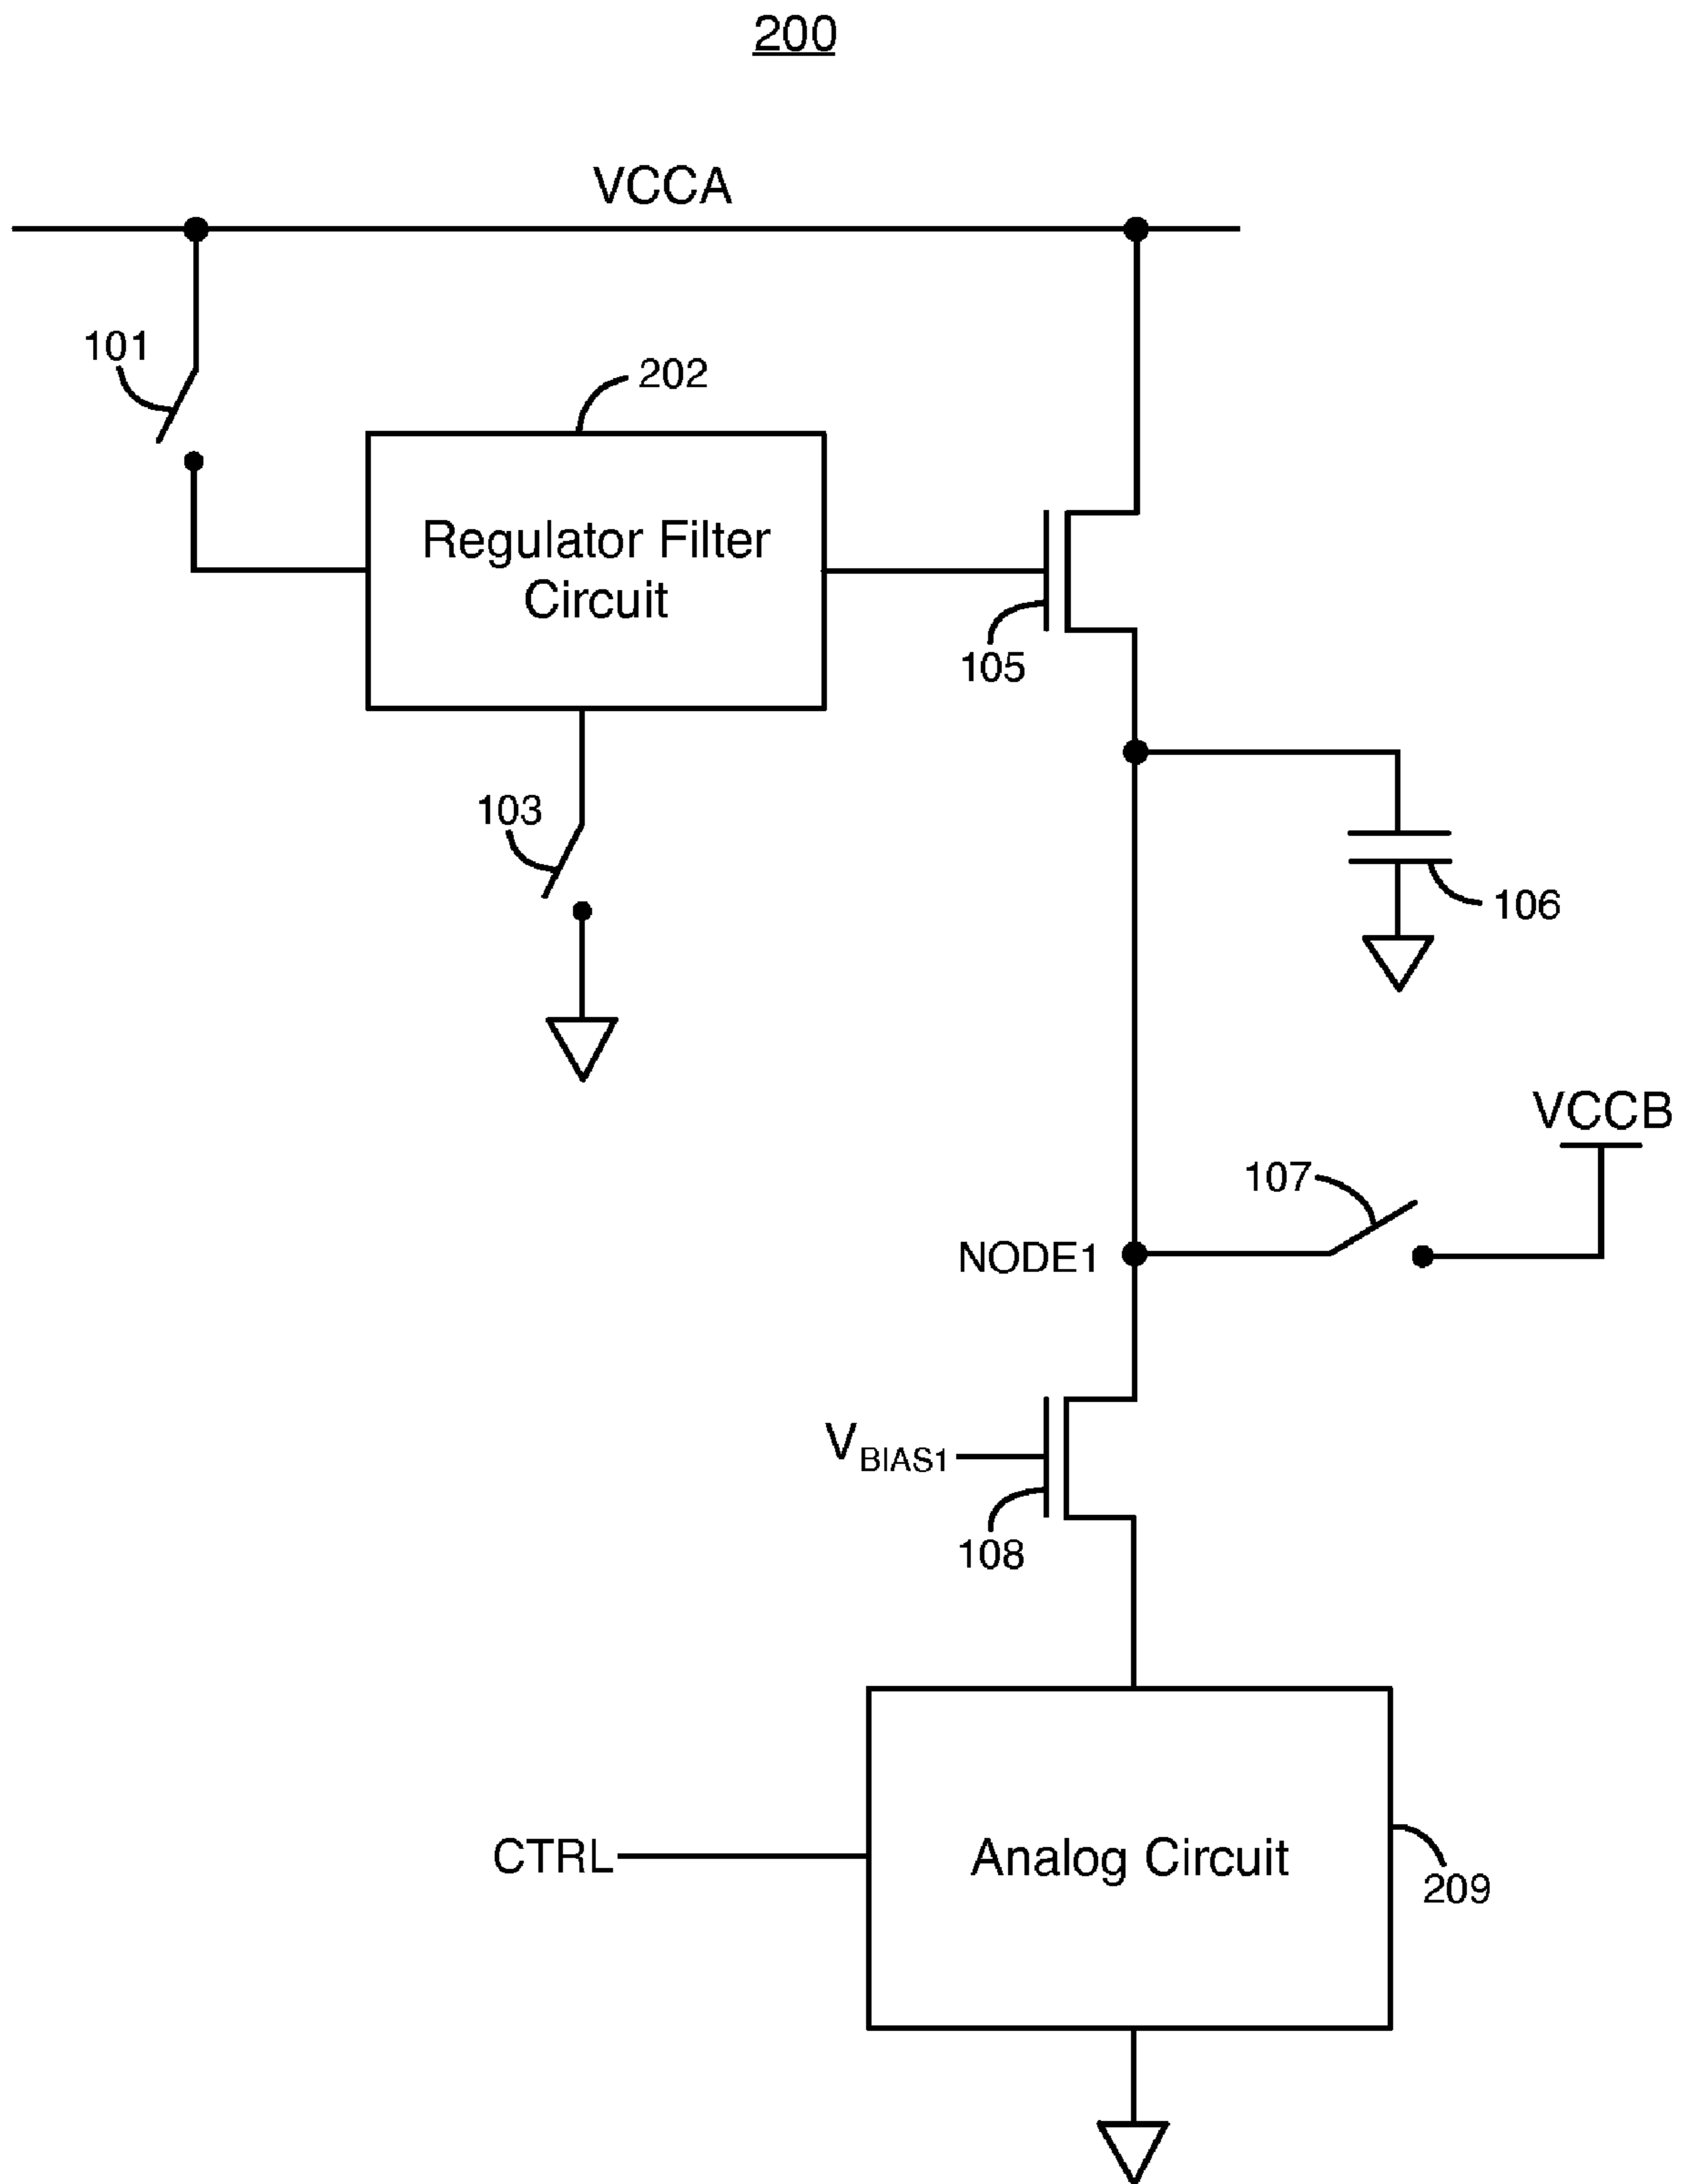 200
VCCA
101
202
Regulator Filter
Circuit
105
103
106
VCCB
107
NODE1
VBIAS1
108
CTRL
Analog Circuit
209